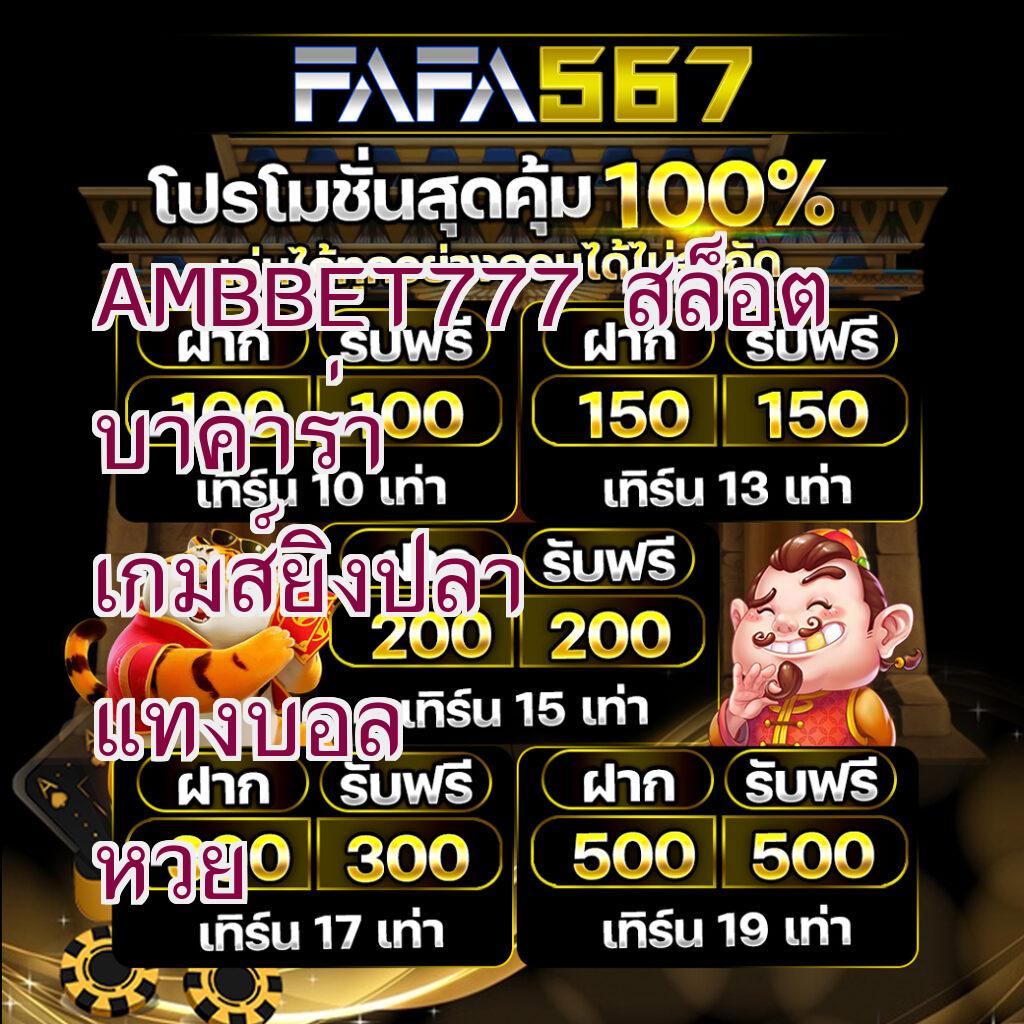 FAFA567
โปรโมชั่นสุดคุ้ม 100%
AMBBET777 สล็อต
ฝาก รับฟรี ฝาก รับฟรี
100 100 150 150
บาคาร่า
เทิร์น 10 เท่า เทิร์น 13 เท่า
เกมส์ยิงปลา
ฝาก รับฟรี
200 200
แทงบอล
เทิร์น 15 เท่า
ฝาก รับฟรี ฝาก รับฟรี
300 300 500 500
หวย
เทิร์น 17 เท่า เทิร์น 19 เท่า